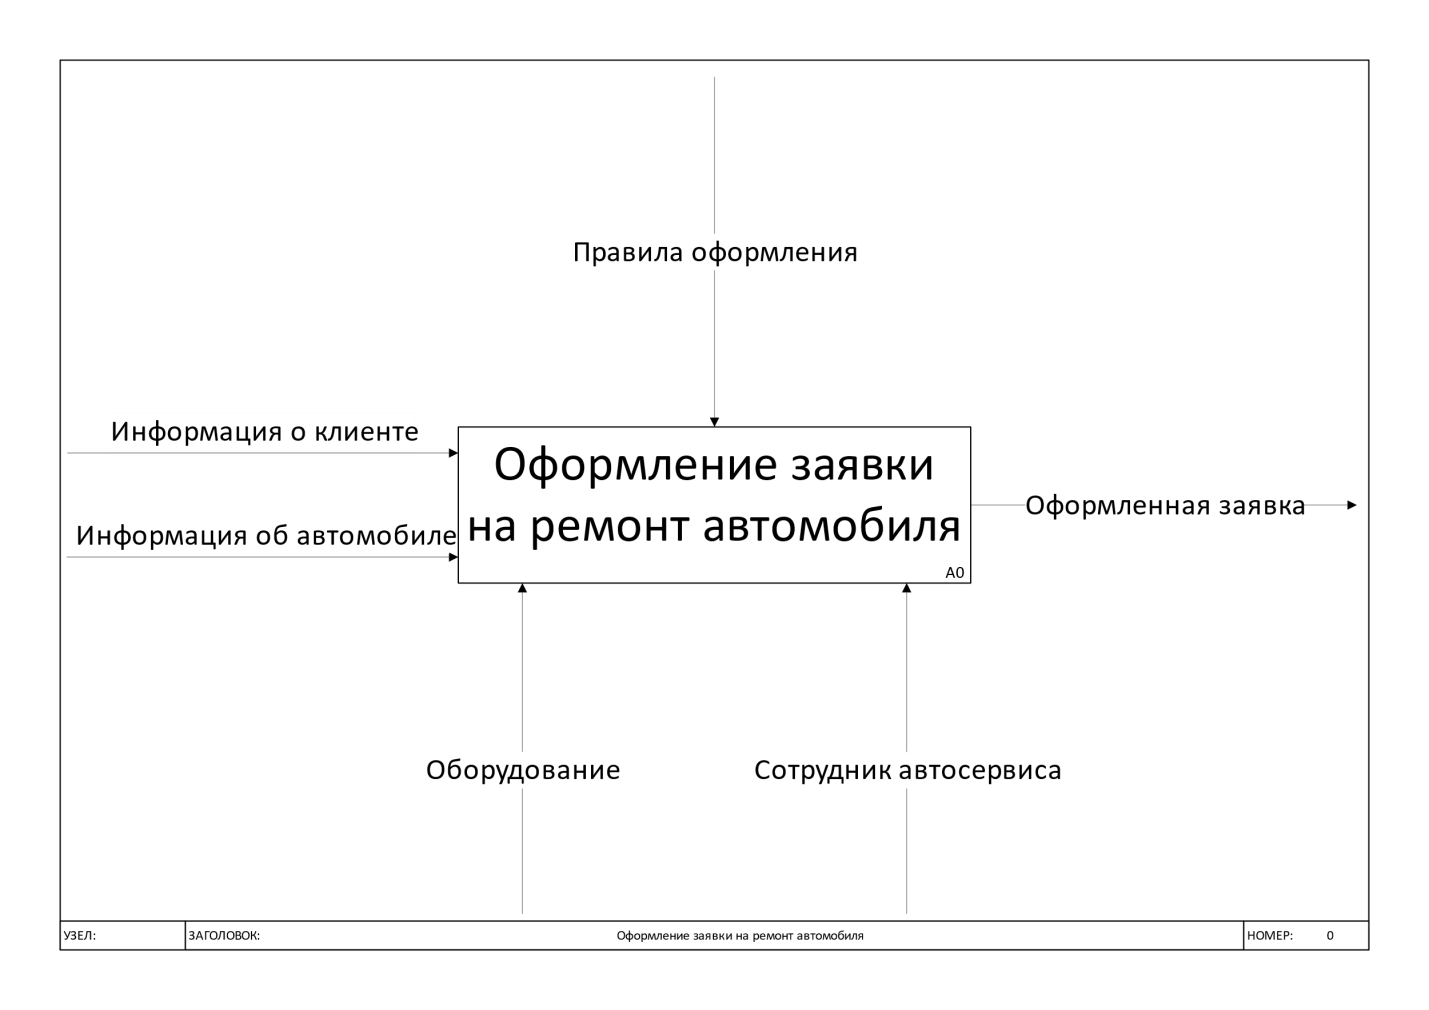 Правила оформления
Информация о клиенте
Информация об автомобиле
Оформление заявки
на ремонт автомобиля
A0
Оформленная заявка
Оборудование
Сотрудник автосервиса
УЗЕЛ:
ЗАГОЛОВОК:
Оформление заявки на ремонт автомобиля
НОМЕР:
0